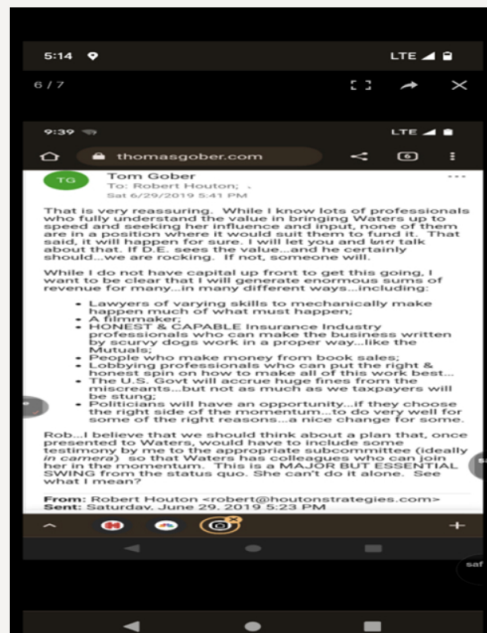 5:14
LTE
6 / 7
9:39
LTE
thomasgober.com
6
TG
Tom Gober
To: Robert Houton; .
Sat 6/29/2019 5:41 PM
That is very reassuring. While I know lots of professionals
who fully understand the value in bringing Waters up to
speed and seeking her influence and input, none of them
are in a position where it would suit them to fund it. That
said, it will happen for sure. I will let you and talk
about that. If D.E. sees the value...and he certainly
should...we are rocking. If not, someone will.
While I do not have capital up front to get this going, I
want to be clear that I will generate enormous sums of
revenue for many...in many different ways...including:
• Lawyers of varying skills to mechanically make
happen much of what must happen;
• A filmmaker;
• HONEST & CAPABLE Insurance Industry
professionals who can make the business written
by scurvy dogs work in a proper way...like the
Mutuals;
• People who make money from book sales;
• Lobbying professionals who can put the right &
honest spin on how to make all of this work best...
• The U.S. Govt will accrue huge fines from the
miscreants...but not as much as we taxpayers will
be stung;
• Politicians will have an opportunity...if they choose
the right side of the momentum...to do very well for
some of the right reasons...a nice change for some.
Rob...I believe that we should think about a plan that, once
presented to Waters, would have to include some
testimony by me to the appropriate subcommittee (ideally
in camera) so that Waters has colleagues who can join
her in the momentum. This is a MAJOR BUT ESSENTIAL
SWING from the status quo. She can't do it alone. See
what I mean?
From: Robert Houton <robert@houtonstrategies.com>
Sent: Saturday, June 29, 2019 5:23 PM
saf